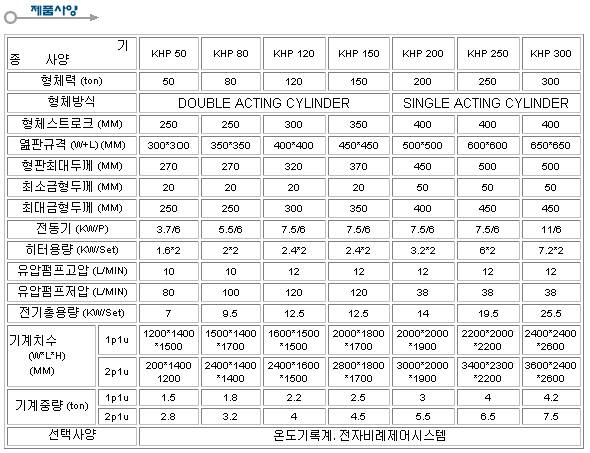 제품사양
기
종 사양 KHP 50 KHP 80 KHP 120 KHP 150 KHP 200 KHP 250 KHP 300
형체력 (ton) 50 80 120 150 200 250 300
형체방식 DOUBLE ACTING CYLINDER SINGLE ACTING CYLINDER
형체스트로크 (MM) 250 250 300 350 400 400 400
열판규격 (W+L) (MM) 300*300 350*350 400*400 450*450 500*500 600*600 650*650
형판최대두께 (MM) 270 270 320 370 450 500 500
최소금형두께 (MM) 20 20 20 20 50 50 50
최대금형두께 (MM) 250 250 300 350 400 450 450
전동기 (KW/P) 3.7/6 5.5/6 7.5/6 7.5/6 7.5/6 7.5/6 11/6
히터용량 (KW/Set) 1.6*2 2*2 2.4*2 2.4*2 3.2*2 6*2 7.2*2
유압펌프고압 (L/MIN) 10 10 12 12 12 12 12
유압펌프저압 (L/MIN) 80 100 120 120 38 38 38
전기총용량 (KW/Set) 7 9.5 12.5 12.5 14 19.5 25.5
기계치수 1p1u 1200*1400 1500*1400 1600*1500 2000*1800 2000*2000 2200*2000 2400*2400
(W*L*H) *1500 *1700 *1500 *1700 *1900 *2200 *2600
(MM) 2p1u 200*1400 2400*1400 2400*1600 2800*1800 3000*2000 3400*2300 3600*2400
1200 *1400 *1500 *1700 *1900 *2200 *2600
기계중량 (ton) 1p1u 1.5 1.8 2.2 2.5 3 4 4.2
2p1u 2.8 3.2 4 4.5 5.5 6.5 7.5
선택사양 온도기록계. 전자비례제어시스템